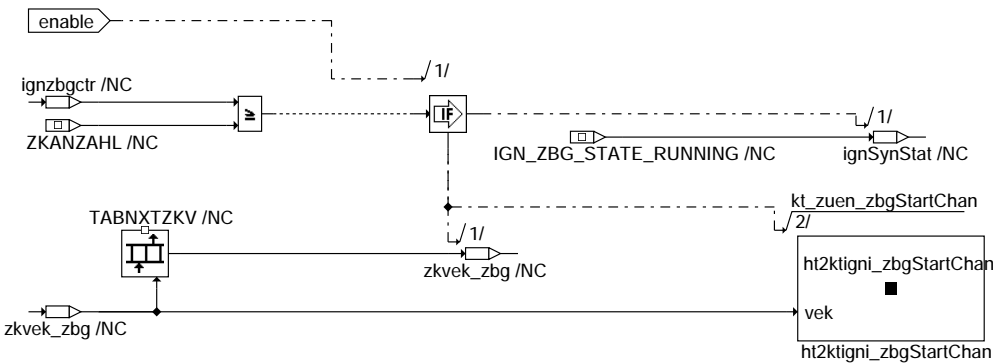 enable
1/
ignzbgctr /NC
≥
IF
1/
ZKANZAHL /NC
IGN_ZBG_STATE_RUNNING /NC
ignSynStat /NC
kt_zuen_zbgStartChan
TABNXTZKV /NC
1/
2/
zkvek_zbg /NC
ht2ktigni_zbgStartChan
vek
zkvek_zbg /NC
ht2ktigni_zbgStartChan